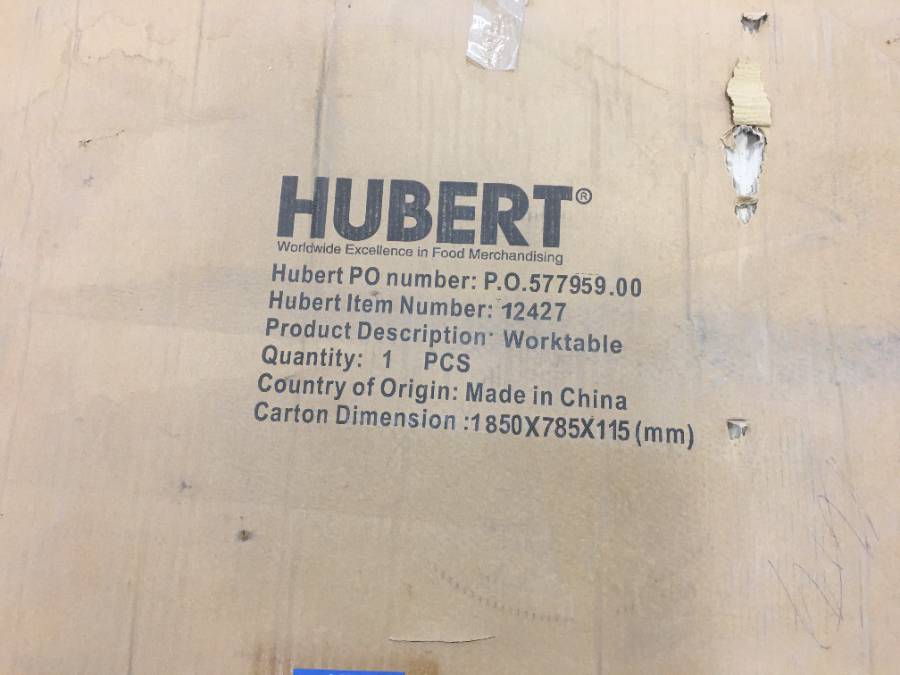 HUBERT®
Worldwide Excellence in Food Merchandising
Hubert PO number: P.O.577959.00
Hubert Item Number: 12427
Product Description: Worktable
Quantity: 1 PCS
Country of Origin: Made in China
Carton Dimension :1850X785X115(mm)